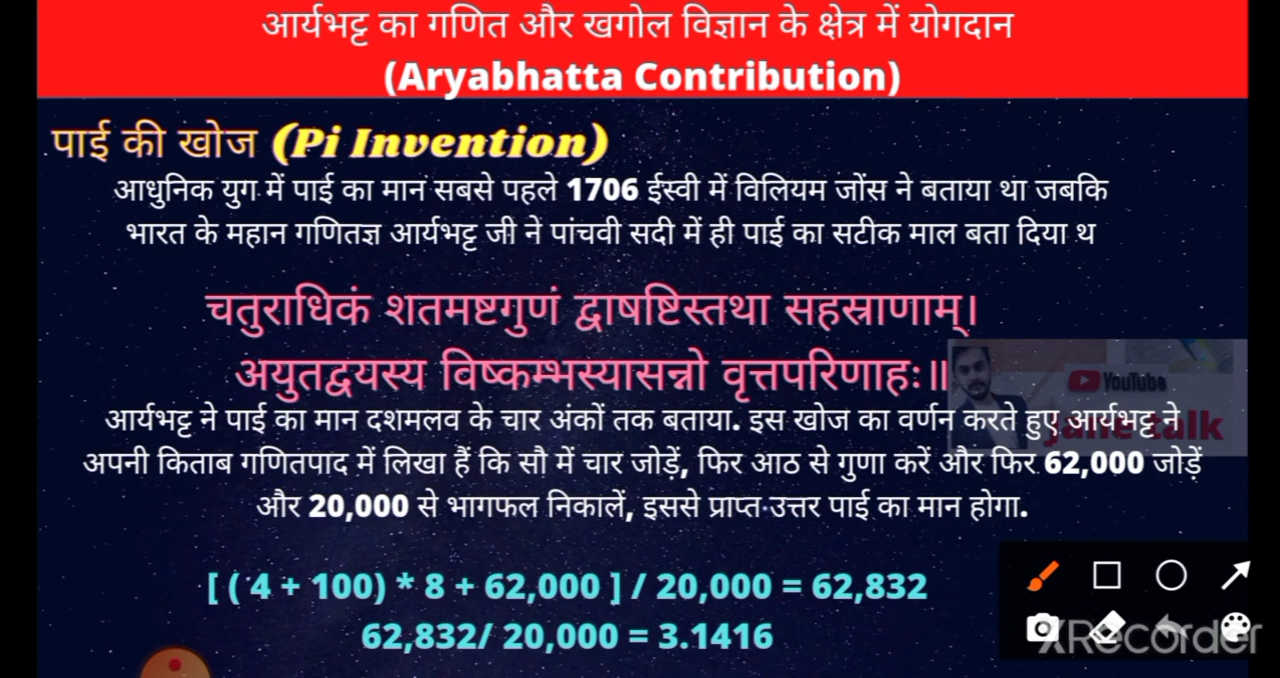 आर्यभट्ट का गणित और खगोल विज्ञान के क्षेत्र में योगदान
(Aryabhatta Contribution)
पाई की खोज (Pi Invention)
आधुनिक युग में पाई का मान सबसे पहले 1706 ईस्वी में विलियम जोंस ने बताया था जबकि
भारत के महान गणितज्ञ आर्यभट्ट जी ने पांचवी सदी में ही पाई का सटीक माल बता दिया थ
चतुराधिकं शतमष्टगुणं द्वाषष्टिस्तथा सहस्राणाम्।
अयुतद्वयस्य विष्कम्भस्यासन्नो वृत्तपरिणाहः॥
YouTube
आर्यभट्ट ने पाई का मान दशमलव के चार अंकों तक बताया. इस खोज का वर्णन करते हुए आर्यभट्ट ने
talk
अपनी किताब गणितपाद में लिखा हैं कि सौ में चार जोड़ें, फिर आठ से गुणा करें और फिर 62,000 जोड़ें
और 20,000 से भागफल निकालें, इससे प्राप्त उत्तर पाई का मान होगा.
[ ( 4 + 100) * 8 + 62,000 ] / 20,000 = 62,832
62,832/ 20,000 = 3.1416
XRecorder